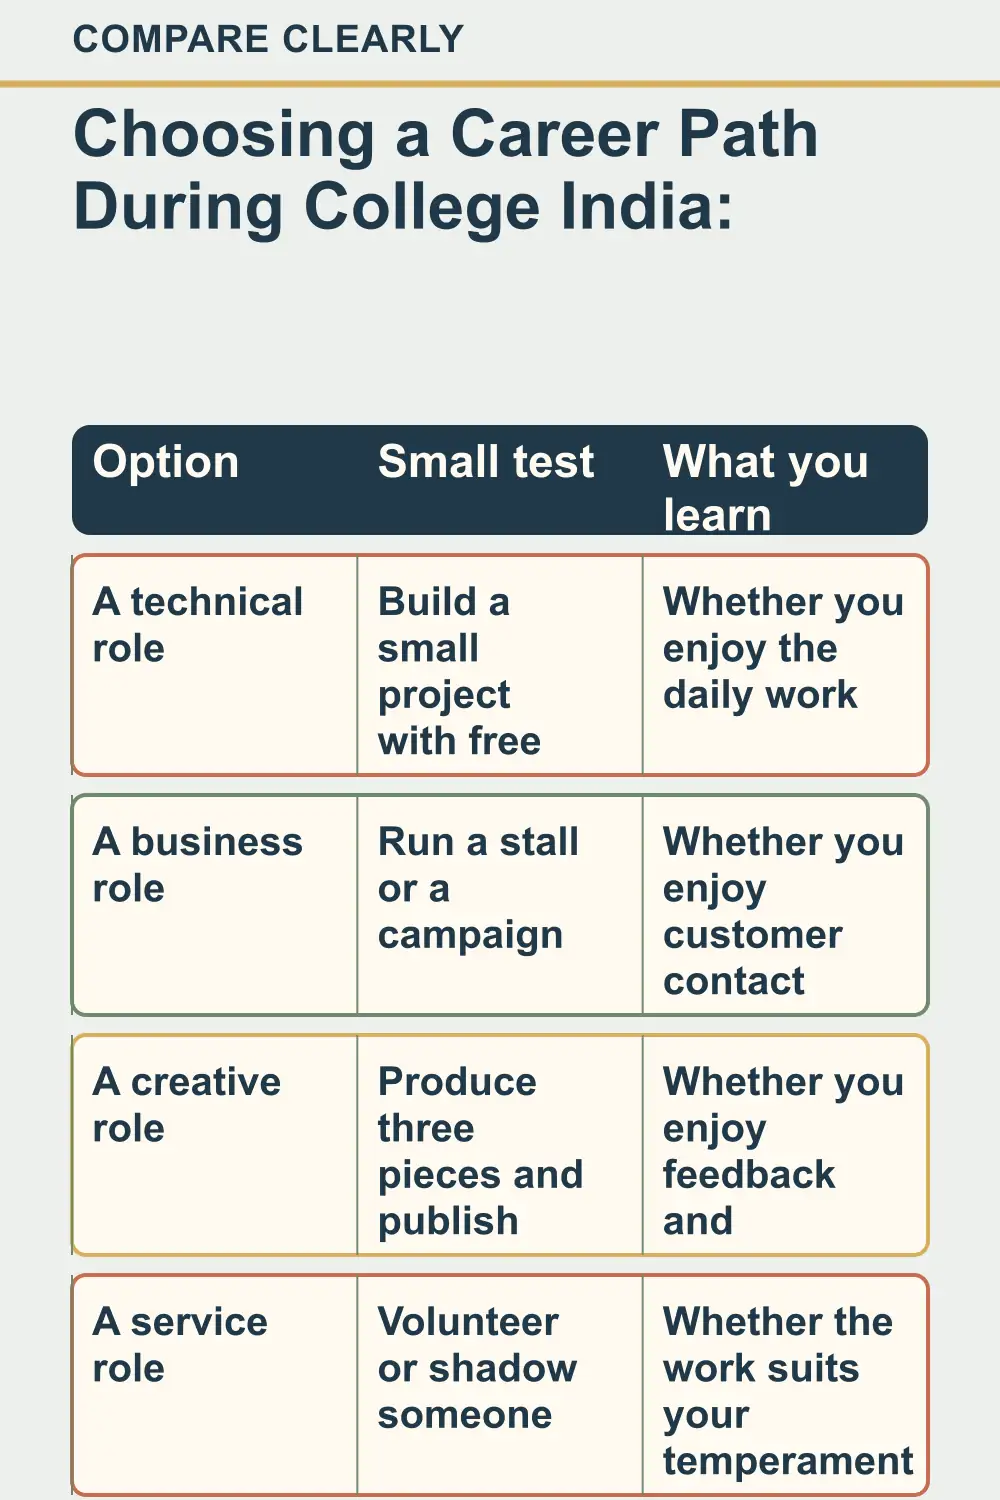 COMPARE CLEARLY
Choosing a Career Path
During College India:
Option
Small test
What you
learn
A technical
role
Build a
small
project
with free
Whether you
enjoy the
daily work
A business
role
Run a stall
or a
campaign
Whether you
enjoy
customer
contact
A creative
role
Produce
three
pieces and
publish
Whether you
enjoy
feedback
and
A service
role
Volunteer
or shadow
someone
Whether the
work suits
your
temperament